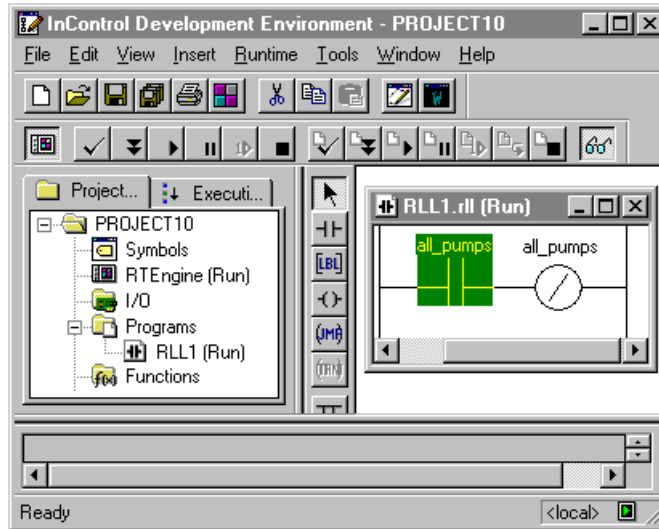 InControl Development Environment - PROJECT10
File Edit View Insert Runtime Tools Window Help
Project... Executi...
PROJECT10
Symbols
RTEngine (Run)
I/O
Programs
RLL1 (Run)
Functions
LBL
JMP
RLL1.rll (Run)
all_pumps all_pumps
Ready <local>